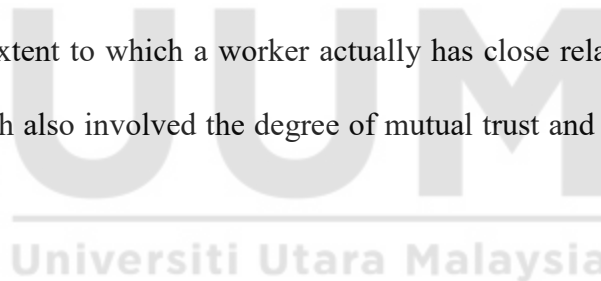 xtent to which a worker actually has close rela
h also involved the degree of mutual trust and
UUM
Universiti Utara Malaysia